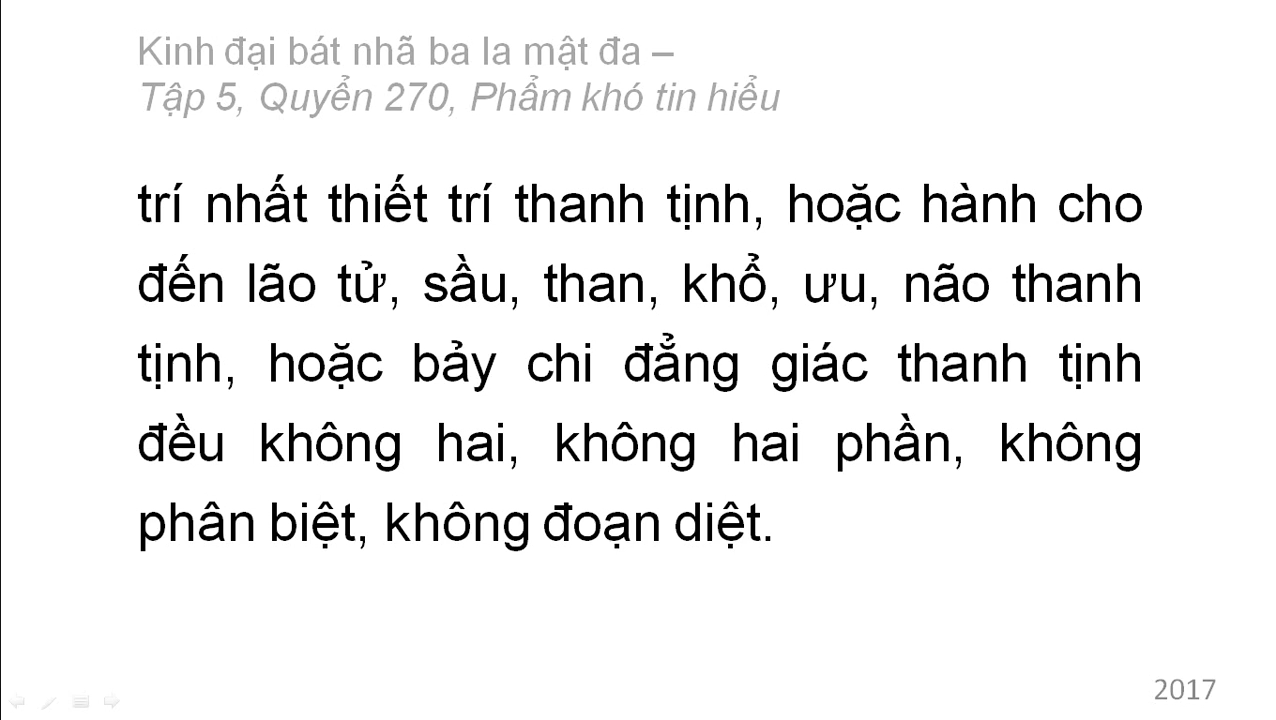 Kinh đại bát nhã ba la mật đa –
Tập 5, Quyển 270, Phẩm khó tin hiểu
trí nhất thiết trí thanh tịnh, hoặc hành cho
đến lão tử, sầu, than, khổ, ưu, não thanh
tịnh, hoặc bảy chi đẳng giác thanh tịnh
đều không hai, không hai phần, không
phân biệt, không đoạn diệt.
2017